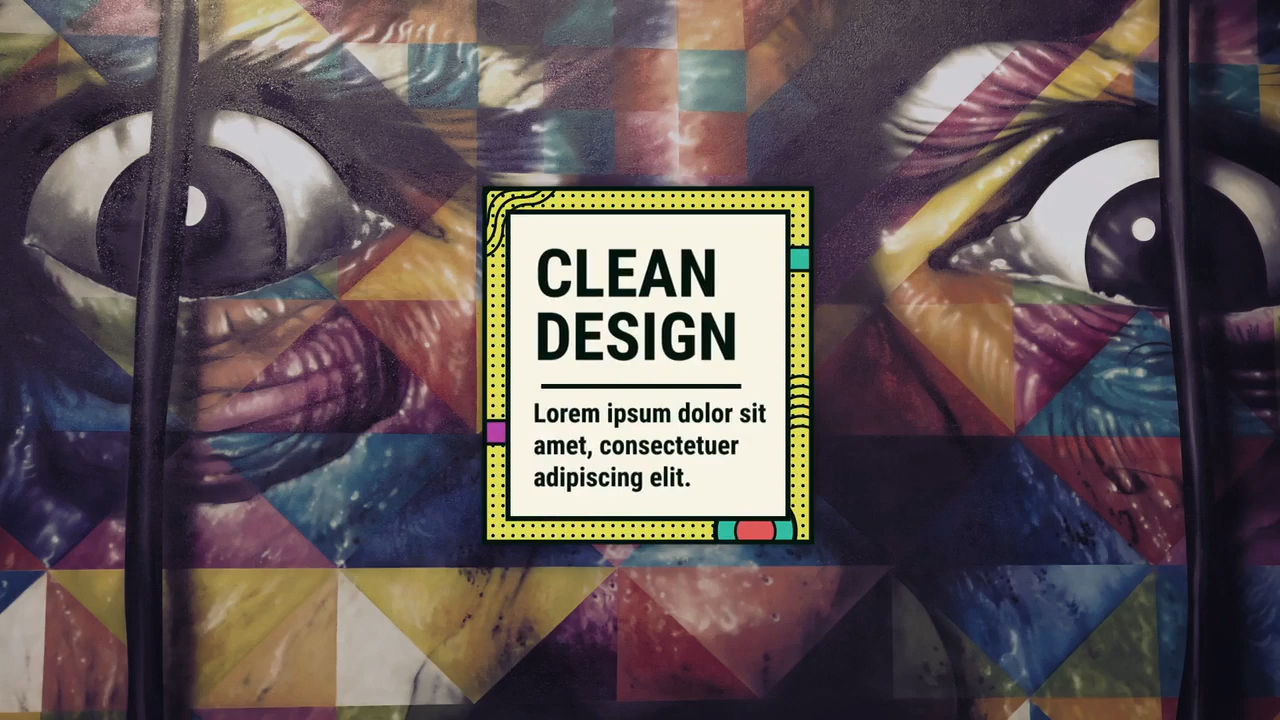 CLEAN
DESIGN
Lorem ipsum dolor sit
amet, consectetuer
adipiscing elit.